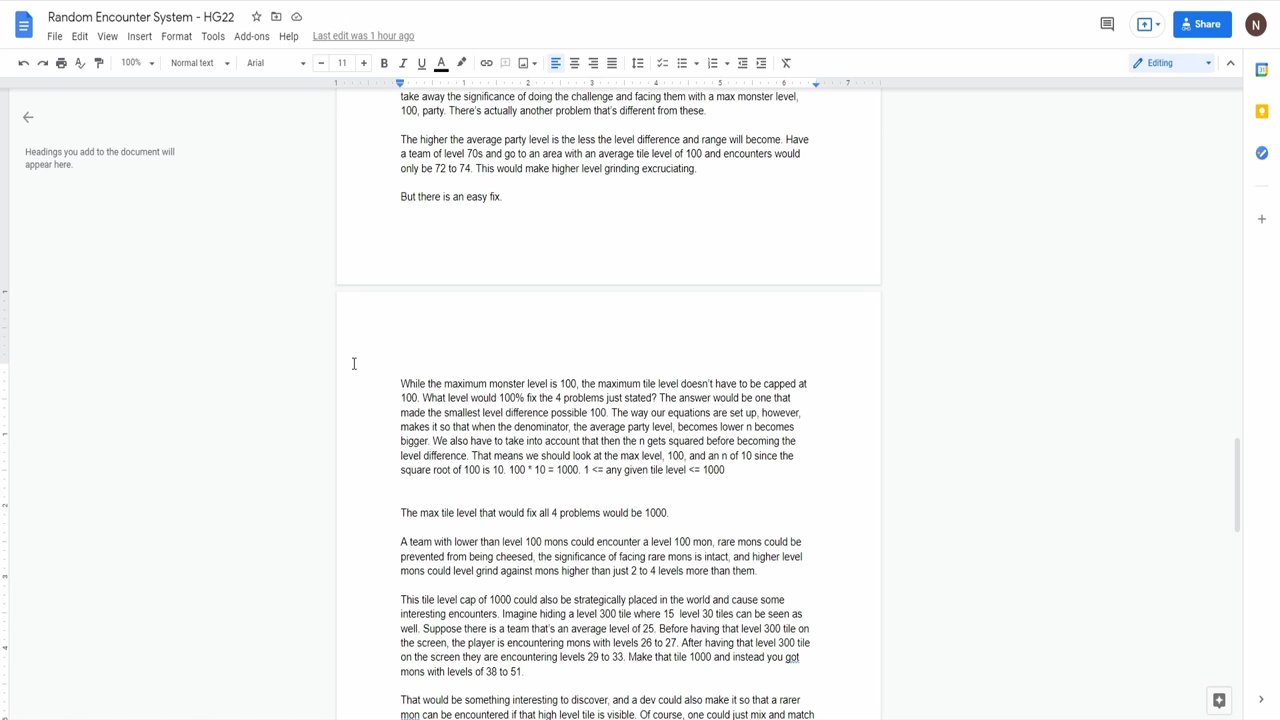 Random Encounter System - HG22
File Edit View Insert Format Tools Add-ons Help Last edit was 1 hour ago
Share
N
100% Normal text Arial 11 B I U A Editing
1 1 2 3 4 5 6 7
Headings you add to the document will
appear here.
take away the significance of doing the challenge and facing them with a max monster level,
100, party. There's actually another problem that's different from these.
The higher the average party level is the less the level difference and range will become. Have
a team of level 70s and go to an area with an average tile level of 100 and encounters would
only be 72 to 74. This would make higher level grinding excruciating.
But there is an easy fix.
While the maximum monster level is 100, the maximum tile level doesn't have to be capped at
100. What level would 100% fix the 4 problems just stated? The answer would be one that
made the smallest level difference possible 100. The way our equations are set up, however,
makes it so that when the denominator, the average party level, becomes lower n becomes
bigger. We also have to take into account that then the n gets squared before becoming the
level difference. That means we should look at the max level, 100, and an n of 10 since the
square root of 100 is 10. 100 * 10 = 1000. 1 <= any given tile level <= 1000
The max tile level that would fix all 4 problems would be 1000.
A team with lower than level 100 mons could encounter a level 100 mon, rare mons could be
prevented from being cheesed, the significance of facing rare mons is intact, and higher level
mons could level grind against mons higher than just 2 to 4 levels more than them.
This tile level cap of 1000 could also be strategically placed in the world and cause some
interesting encounters. Imagine hiding a level 300 tile where 15 level 30 tiles can be seen as
well. Suppose there is a team that's an average level of 25. Before having that level 300 tile on
the screen, the player is encountering mons with levels 26 to 27. After having that level 300 tile
on the screen they are encountering levels 29 to 33. Make that tile 1000 and instead you got
mons with levels of 38 to 51.
That would be something interesting to discover, and a dev could also make it so that a rarer
mon can be encountered if that high level tile is visible. Of course, one could just mix and match